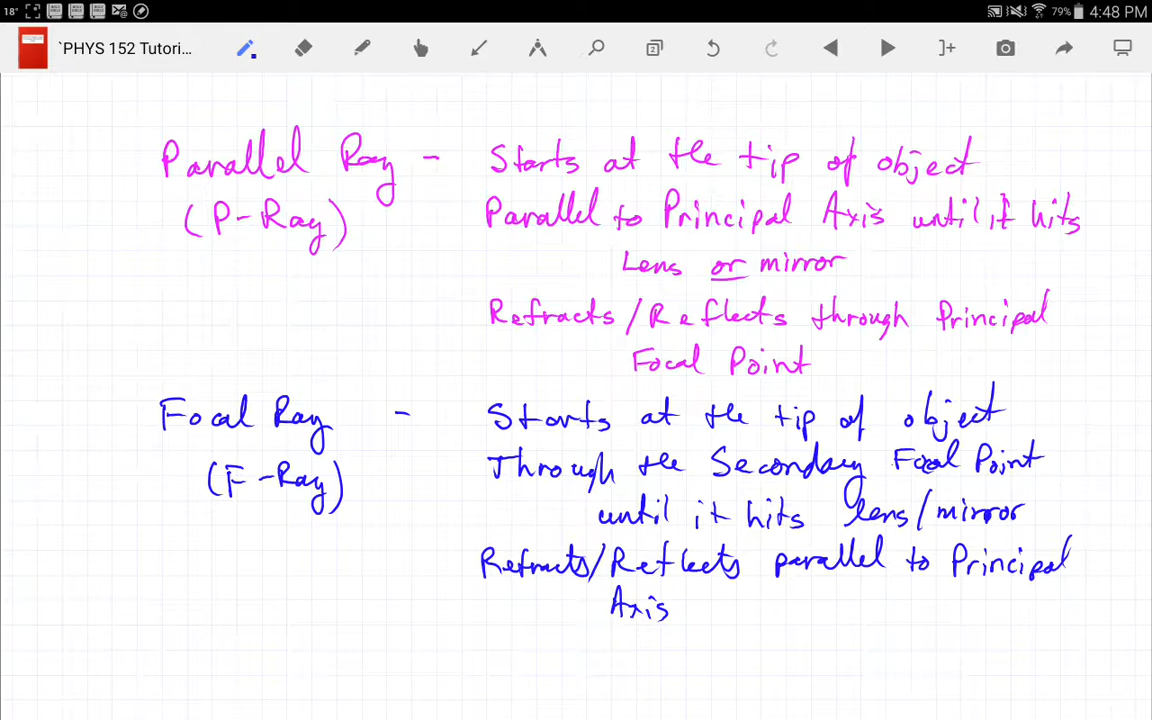 18° 79% 4:48 PM
`PHYS 152 Tutori... 2
Parallel Ray - Starts at the tip of object
(P-Ray) Parallel to Principal Axis until it hits
Lens or mirror
Refracts/Reflects through Principal
Focal Point
Focal Ray - Starts at the tip of object
(F-Ray) Through the Secondary Focal Point
until it hits lens/mirror
Refracts/Reflects parallel to Principal
Axis